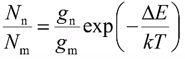 N_n/N_m = g_n/g_m exp(−ΔE/kT)